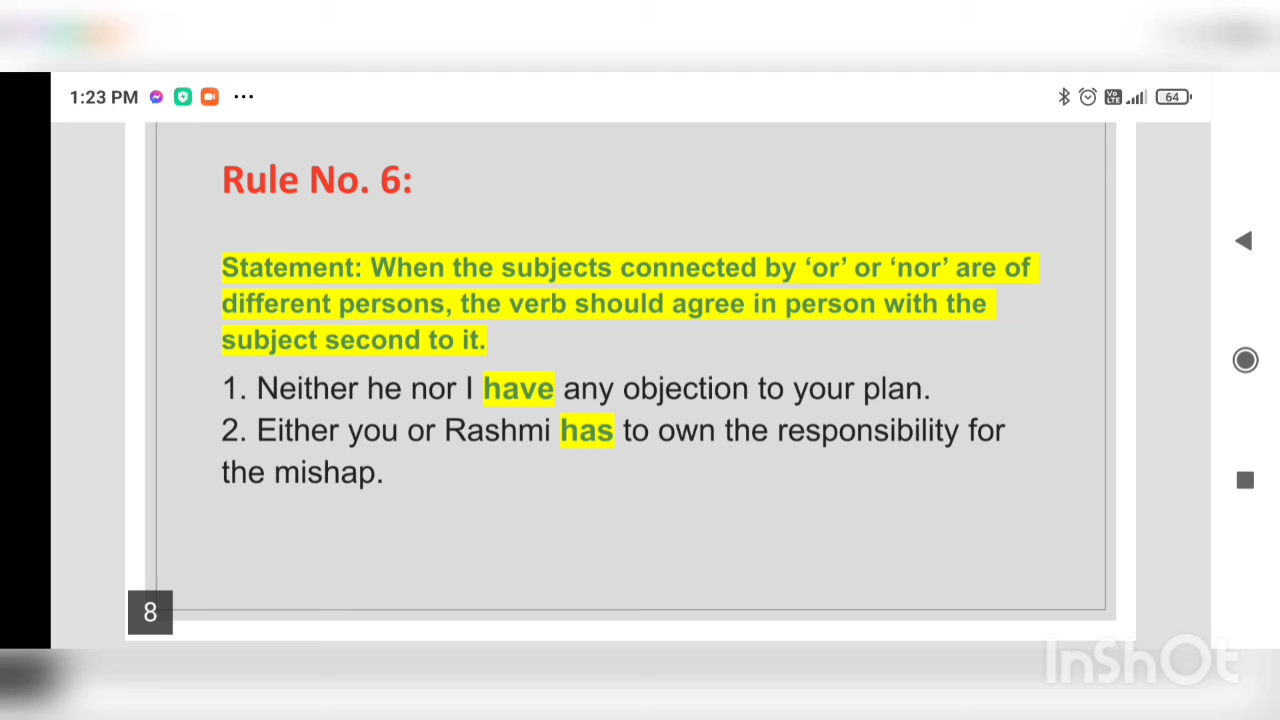 1:23 PM ...
Vo LTE 64
Rule No. 6:
Statement: When the subjects connected by ‘or’ or ‘nor’ are of
different persons, the verb should agree in person with the
subject second to it.
1. Neither he nor I have any objection to your plan.
2. Either you or Rashmi has to own the responsibility for
the mishap.
8
InShOt